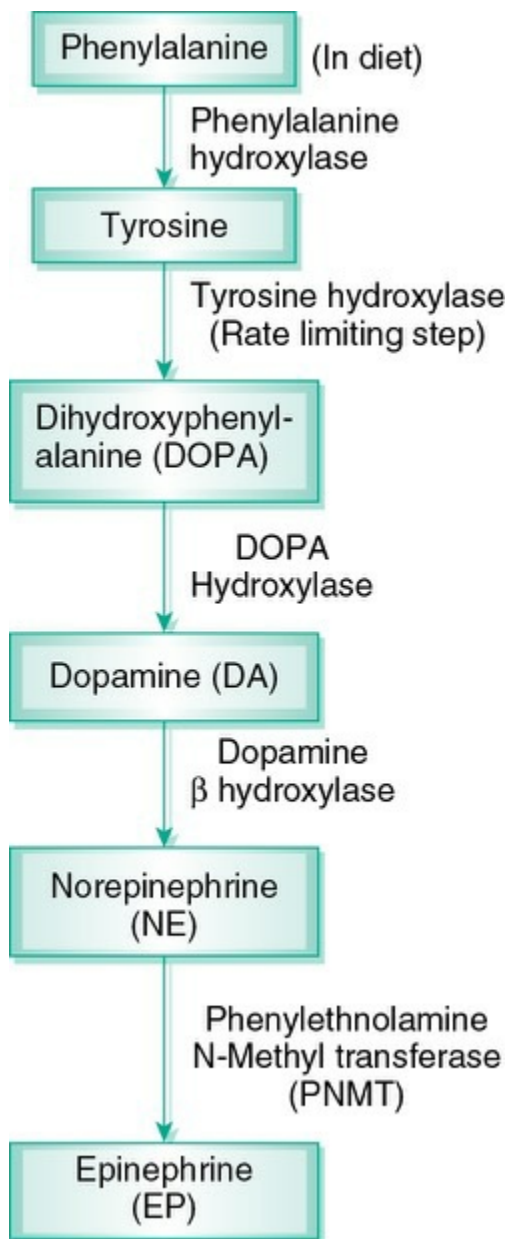 Phenylalanine (In diet)
Phenylalanine
hydroxylase
Tyrosine
Tyrosine hydroxylase
(Rate limiting step)
Dihydroxyphenyl-
alanine (DOPA)
DOPA
Hydroxylase
Dopamine (DA)
Dopamine
β hydroxylase
Norepinephrine
(NE)
Phenylethnolamine
N-Methyl transferase
(PNMT)
Epinephrine
(EP)